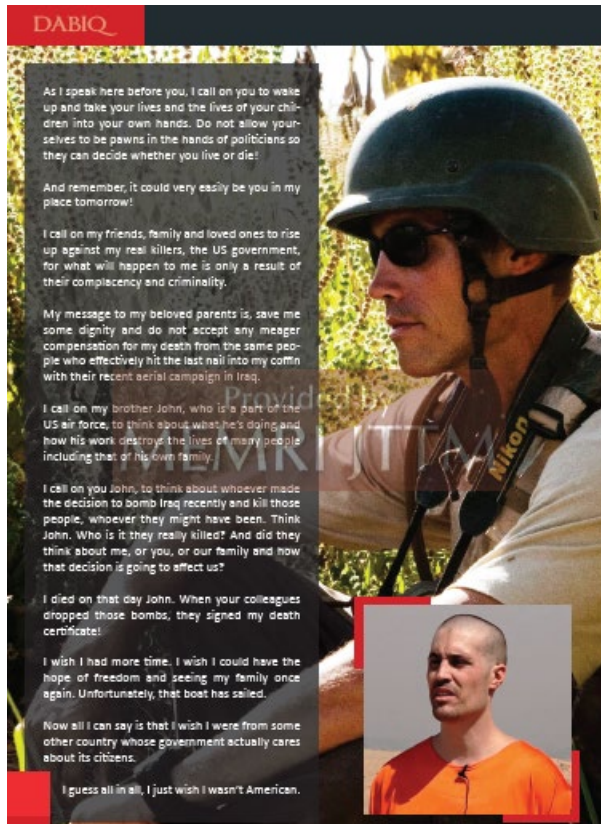 DABIQ
As I speak here before you, I call on you to wake
up and take your lives and the lives of your chil-
dren into your own hands. Do not allow your-
selves to be pawns in the hands of politicians so
they can decide whether you live or die!
And remember, it could very easily be you in my
place tomorrow!
I call on my friends, family and loved ones to rise
up against my real killers, the US government,
for what will happen to me is only a result of
their complacency and criminality.
My message to my beloved parents is, save me
some dignity and do not accept any meager
compensation for my death from the same peo-
ple who effectively hit the last nail into my coffin
with their recent aerial campaign in Iraq.
I call on my brother John, who is a part of the
US air force, to think about what he's doing and
how his work destroys the lives of many people
including that of his own family.
I call on you John, to think about whoever made
the decision to bomb Iraq recently and kill those
people, whoever they might have been. Think
John. Who is it they really killed? And did they
think about me, or you, or our family and how
that decision is going to affect us?
I died on that day John. When your colleagues
dropped those bombs, they signed my death
certificate!
I wish I had more time. I wish I could have the
hope of freedom and seeing my family once
again. Unfortunately, that boat has sailed.
Now all I can say is that I wish I were from some
other country whose government actually cares
about its citizens.
I guess all in all, I just wish I wasn't American.
Provided by
MEMRI JTTM
Nikon